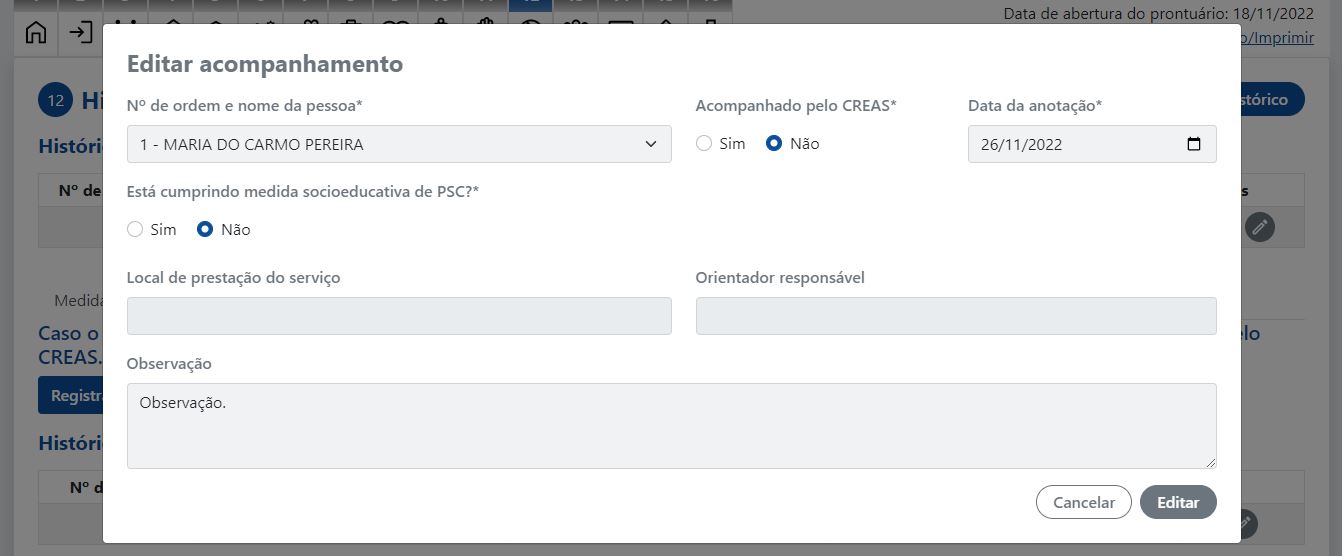 12
Data de abertura do prontuário: 18/11/2022
o/Imprimir
Editar acompanhamento
12 Hi
stórico
Nº de ordem e nome da pessoa*
Acompanhado pelo CREAS*
Data da anotação*
1 - MARIA DO CARMO PEREIRA
Sim
Não
26/11/2022
Históri
Nº de
s
Está cumprindo medida socioeducativa de PSC?*
Sim
Não
Local de prestação do serviço
Orientador responsável
Medida
Caso o
elo
CREAS.
Observação
Observação.
Registra
Históri
Nº d
Cancelar
Editar